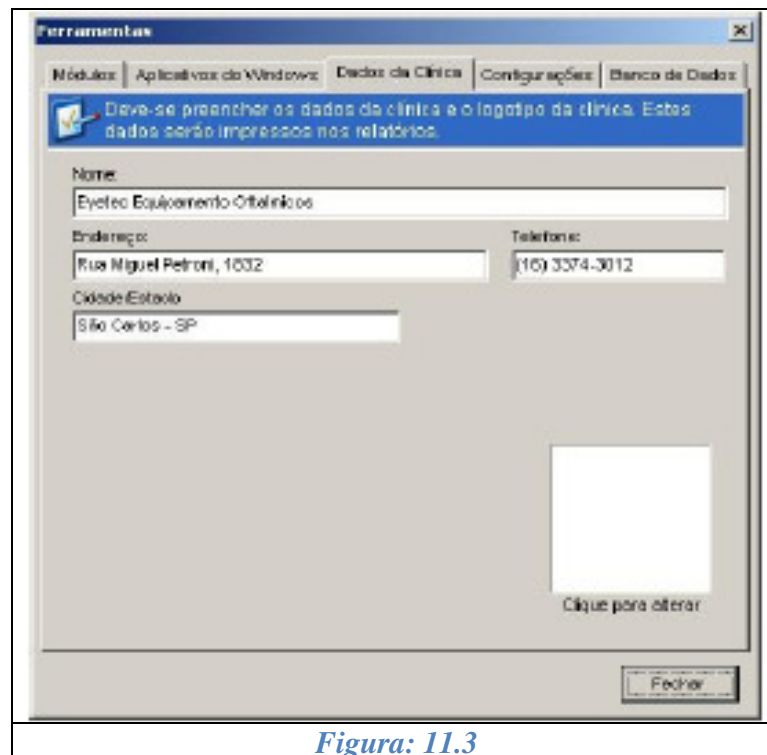 Ferramentas
Módulos Aplicativos do Windows Dados da Clínica Configurações Banco de Dados
Deve-se preencher os dados da clínica e o logotipo da clínica. Estes
dados serão impressos nos relatórios.
Nome:
Eyetec Equipamento Oftalmicos
Endereço: Telefone:
Rua Miguel Petroni, 1832 (16) 3374-3012
Cidade/Estado
São Carlos - SP
Clique para alterar
Fechar
Figura: 11.3